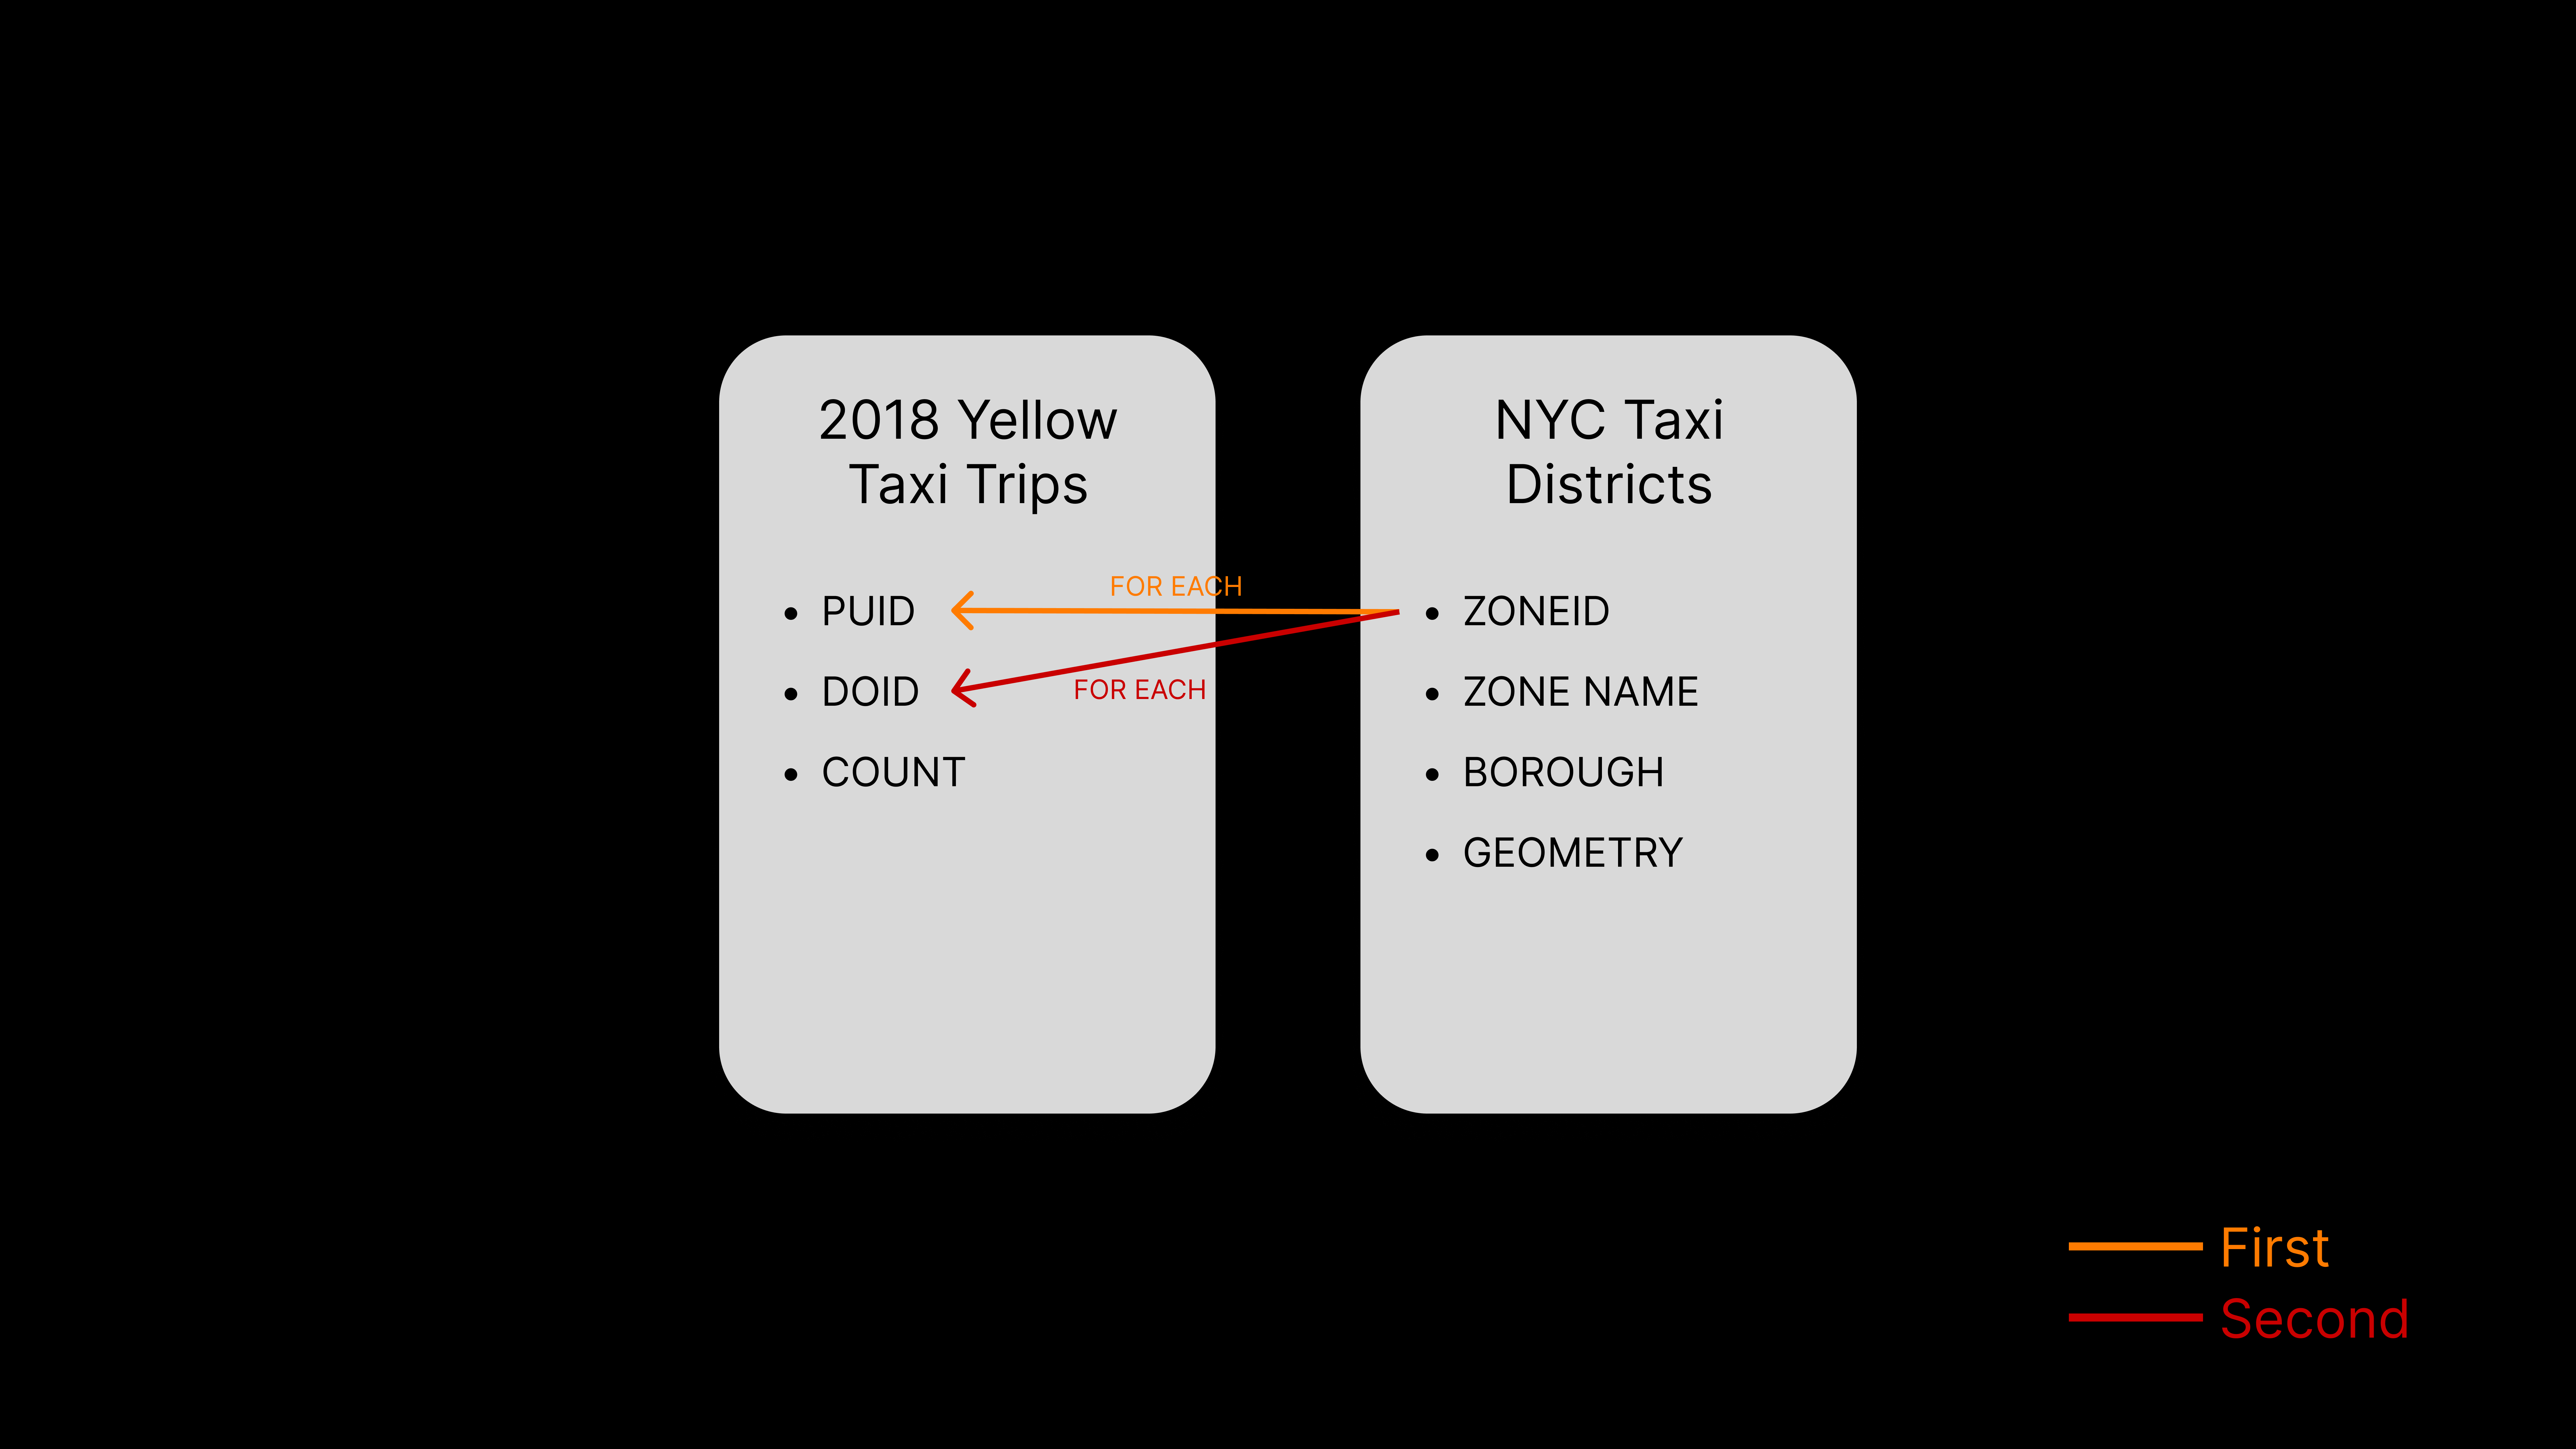 2018 Yellow
Taxi Trips
• PUID
• DOID
• COUNT
FOR EACH
FOR EACH
NYC Taxi
Districts
• ZONEID
• ZONE NAME
• BOROUGH
• GEOMETRY
First
Second